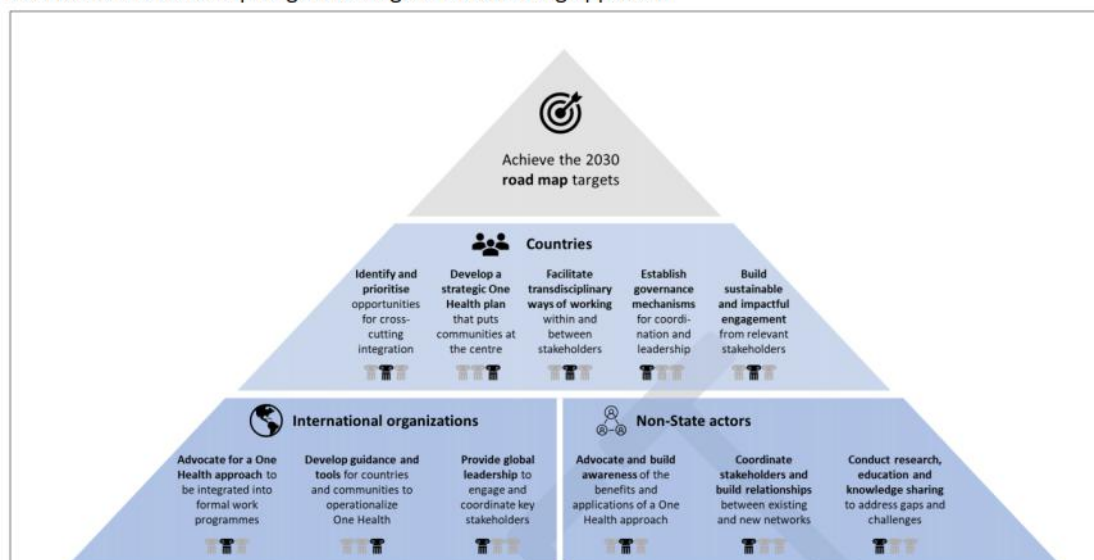 Achieve the 2030
road map targets
Countries
Identify and
prioritise
opportunities
for cross-
cutting
integration
Develop a
strategic One
Health plan
that puts
communities at
the centre
Facilitate
transdisciplinary
ways of working
within and
between
stakeholders
Establish
governance
mechanisms
for coordi-
nation and
leadership
Build
sustainable
and impactful
engagement
from relevant
stakeholders
International organizations
Advocate for a One
Health approach to
be integrated into
formal work
programmes
Develop guidance and
tools for countries
and communities to
operationalize
One Health
Provide global
leadership to
engage and
coordinate key
stakeholders
Non-State actors
Advocate and build
awareness of the
benefits and
applications of a One
Health approach
Coordinate
stakeholders and
build relationships
between existing
and new networks
Conduct research,
education and
knowledge sharing
to address gaps and
challenges